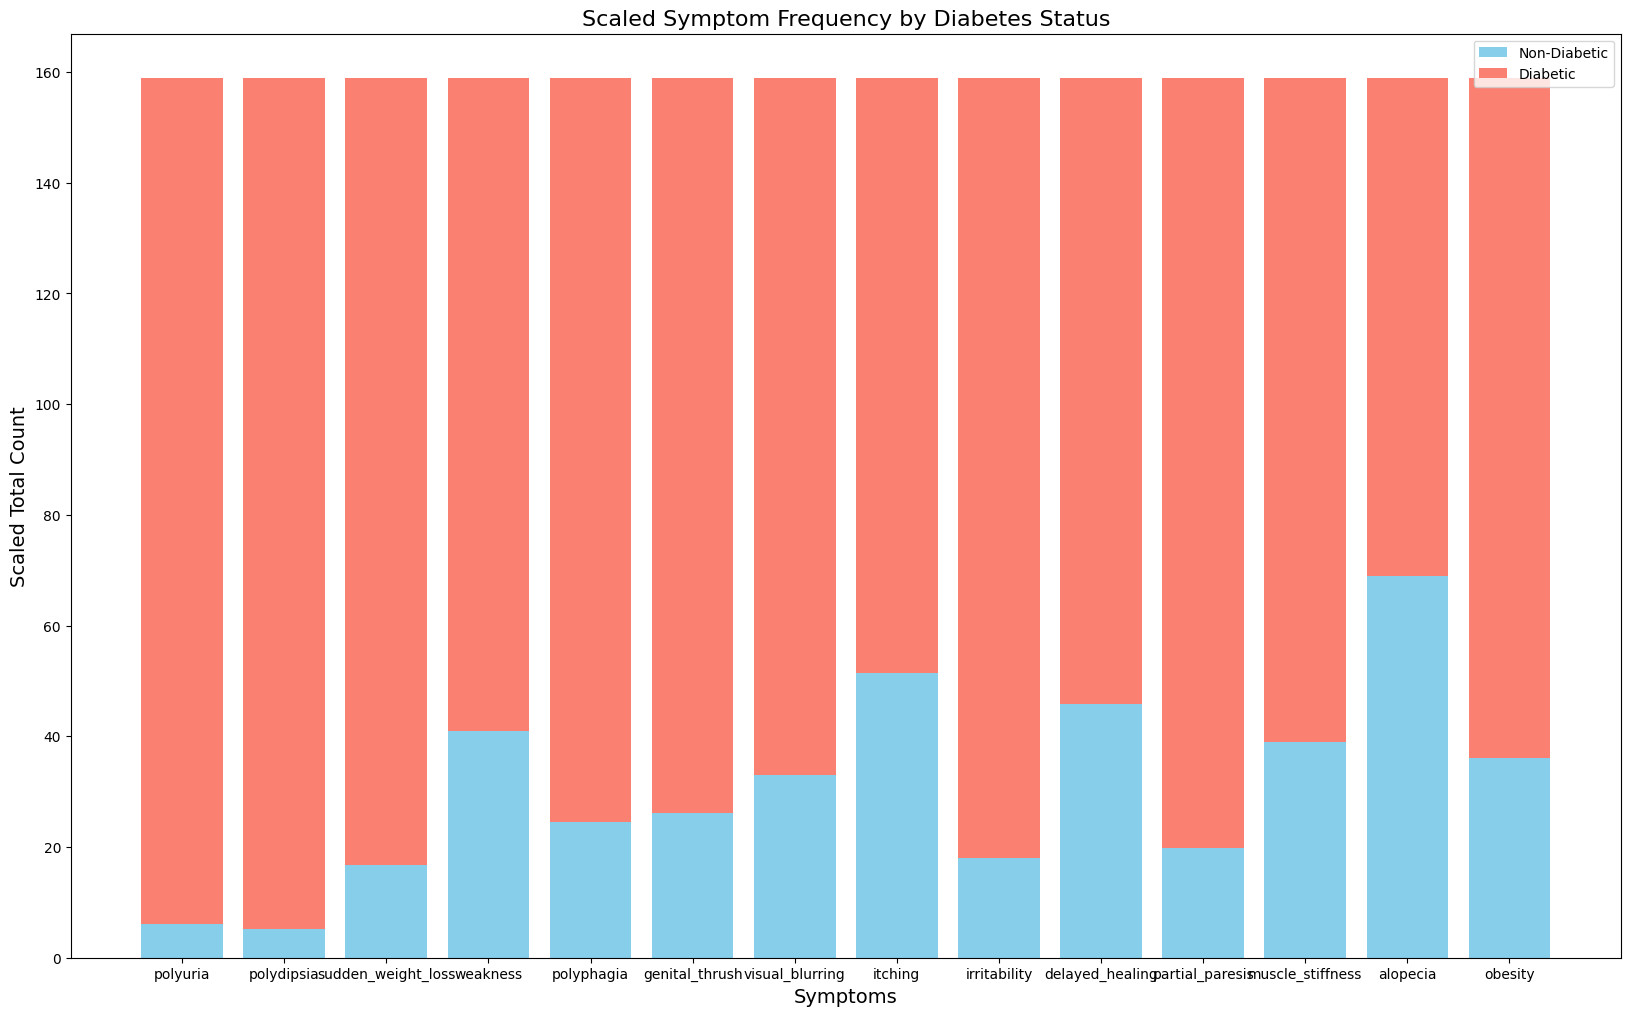 Scaled Symptom Frequency by Diabetes Status
Non-Diabetic
Diabetic
Scaled Total Count
160
140
120
100
80
60
40
20
0
polyuria polydipsia sudden_weight_loss weakness polyphagia genital_thrush visual_blurring itching irritability delayed_healing partial_paresis muscle_stiffness alopecia obesity
Symptoms